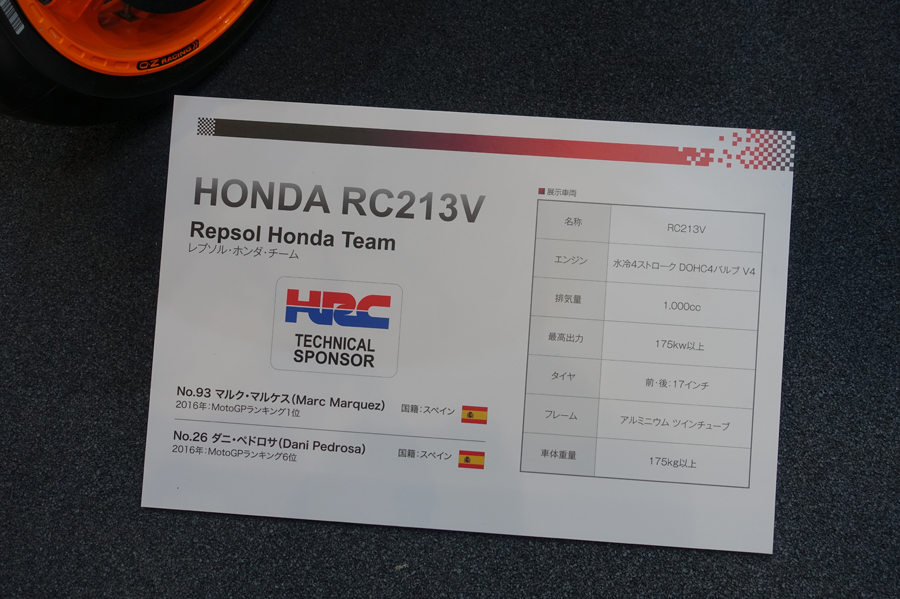 OZ RACING
HONDA RC213V
Repsol Honda Team
レプソル・ホンダ・チーム
HRC
TECHNICAL
SPONSOR
No.93 マルク・マルケス(Marc Marquez)
2016年:MotoGPランキング1位
国籍:スペイン
No.26 ダニ・ペドロサ(Dani Pedrosa)
2016年:MotoGPランキング6位
国籍:スペイン
■展示車両
名称 RC213V
エンジン 水冷4ストローク DOHC4バルブ V4
排気量 1.000cc
最高出力 175kw以上
タイヤ 前・後:17インチ
フレーム アルミニウム ツインチューブ
車体重量 175kg以上